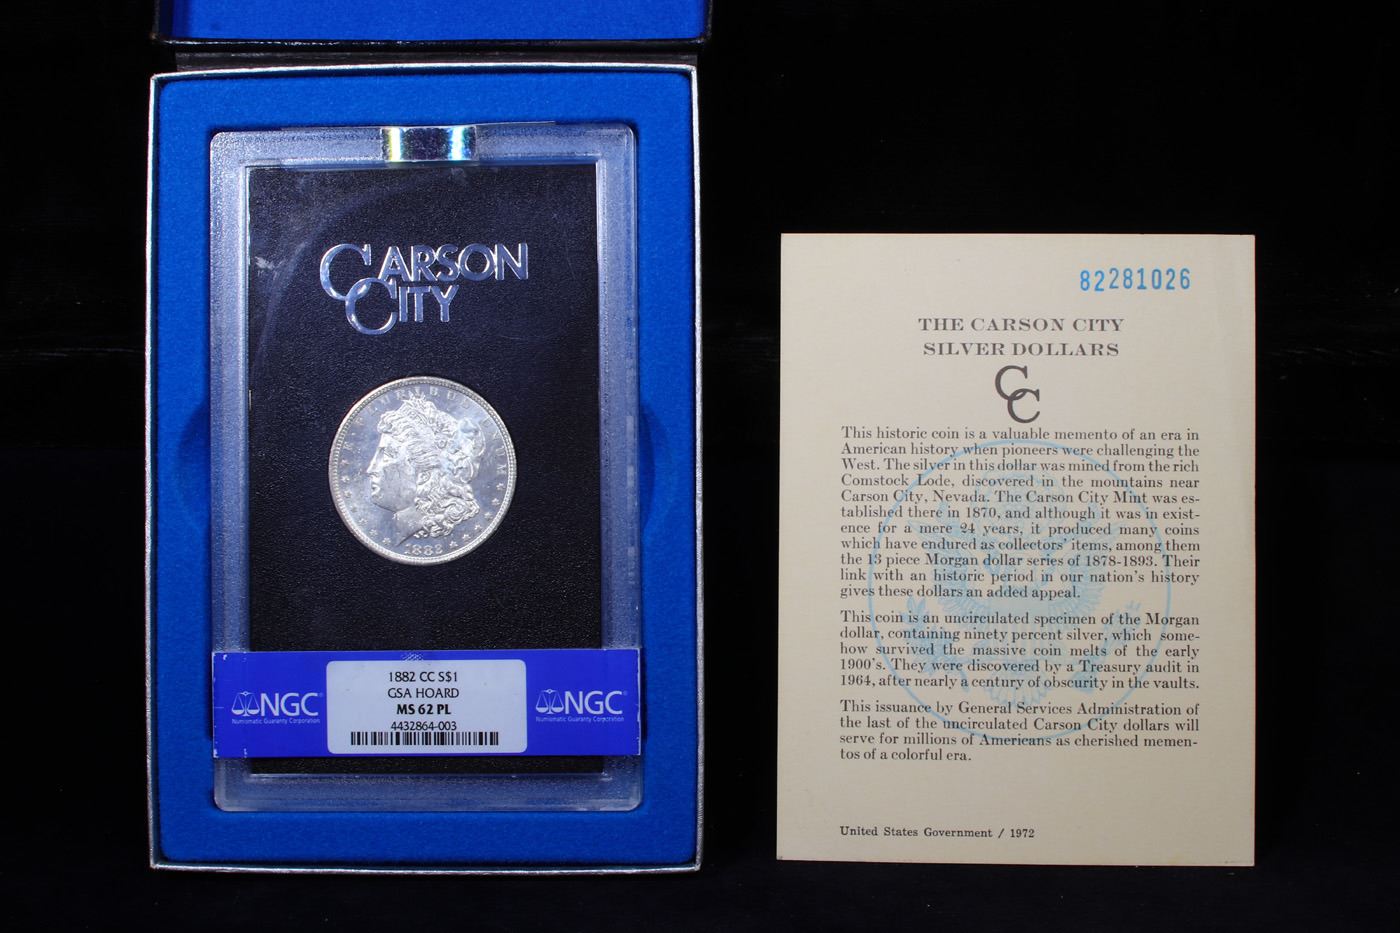 CARSON
CITY
E·PLURIBUS·UNUM
1882
NGC
Numismatic Guaranty Corporation
1882 CC S$1
GSA HOARD
MS 62 PL
4432864-003
NGC
Numismatic Guaranty Corporation
82281026
THE CARSON CITY
SILVER DOLLARS
CC
This historic coin is a valuable memento of an era in
American history when pioneers were challenging the
West. The silver in this dollar was mined from the rich
Comstock Lode, discovered in the mountains near
Carson City, Nevada. The Carson City Mint was es-
tablished there in 1870, and although it was in exist-
ence for a mere 24 years, it produced many coins
which have endured as collectors' items, among them
the 13 piece Morgan dollar series of 1878-1893. Their
link with an historic period in our nation's history
gives these dollars an added appeal.
This coin is an uncirculated specimen of the Morgan
dollar, containing ninety percent silver, which some-
how survived the massive coin melts of the early
1900's. They were discovered by a Treasury audit in
1964, after nearly a century of obscurity in the vaults.
This issuance by General Services Administration of
the last of the uncirculated Carson City dollars will
serve for millions of Americans as cherished memen-
tos of a colorful era.
United States Government / 1972